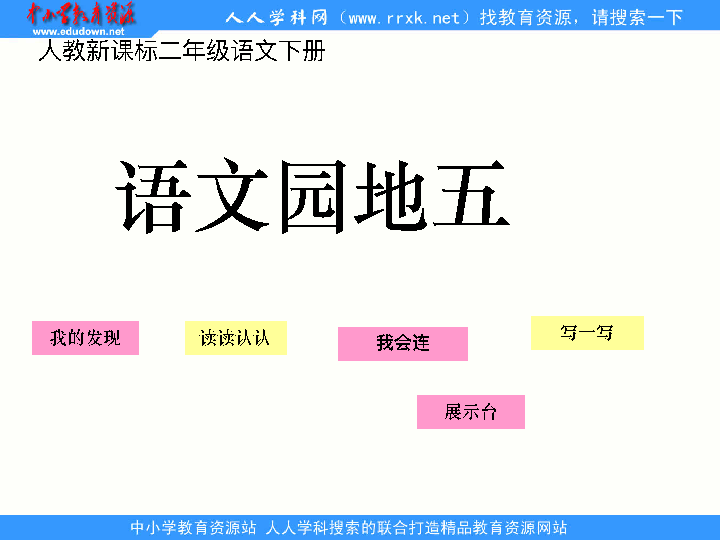 中小学教育资源
www.edudown.net
人人学科网（www.rrxk.net）找教育资源，请搜索一下
人教新课标二年级语文下册
语文园地五
我的发现
读读认认
我会连
写一写
展示台
中小学教育资源站 人人学科搜索的联合打造精品教育资源网站